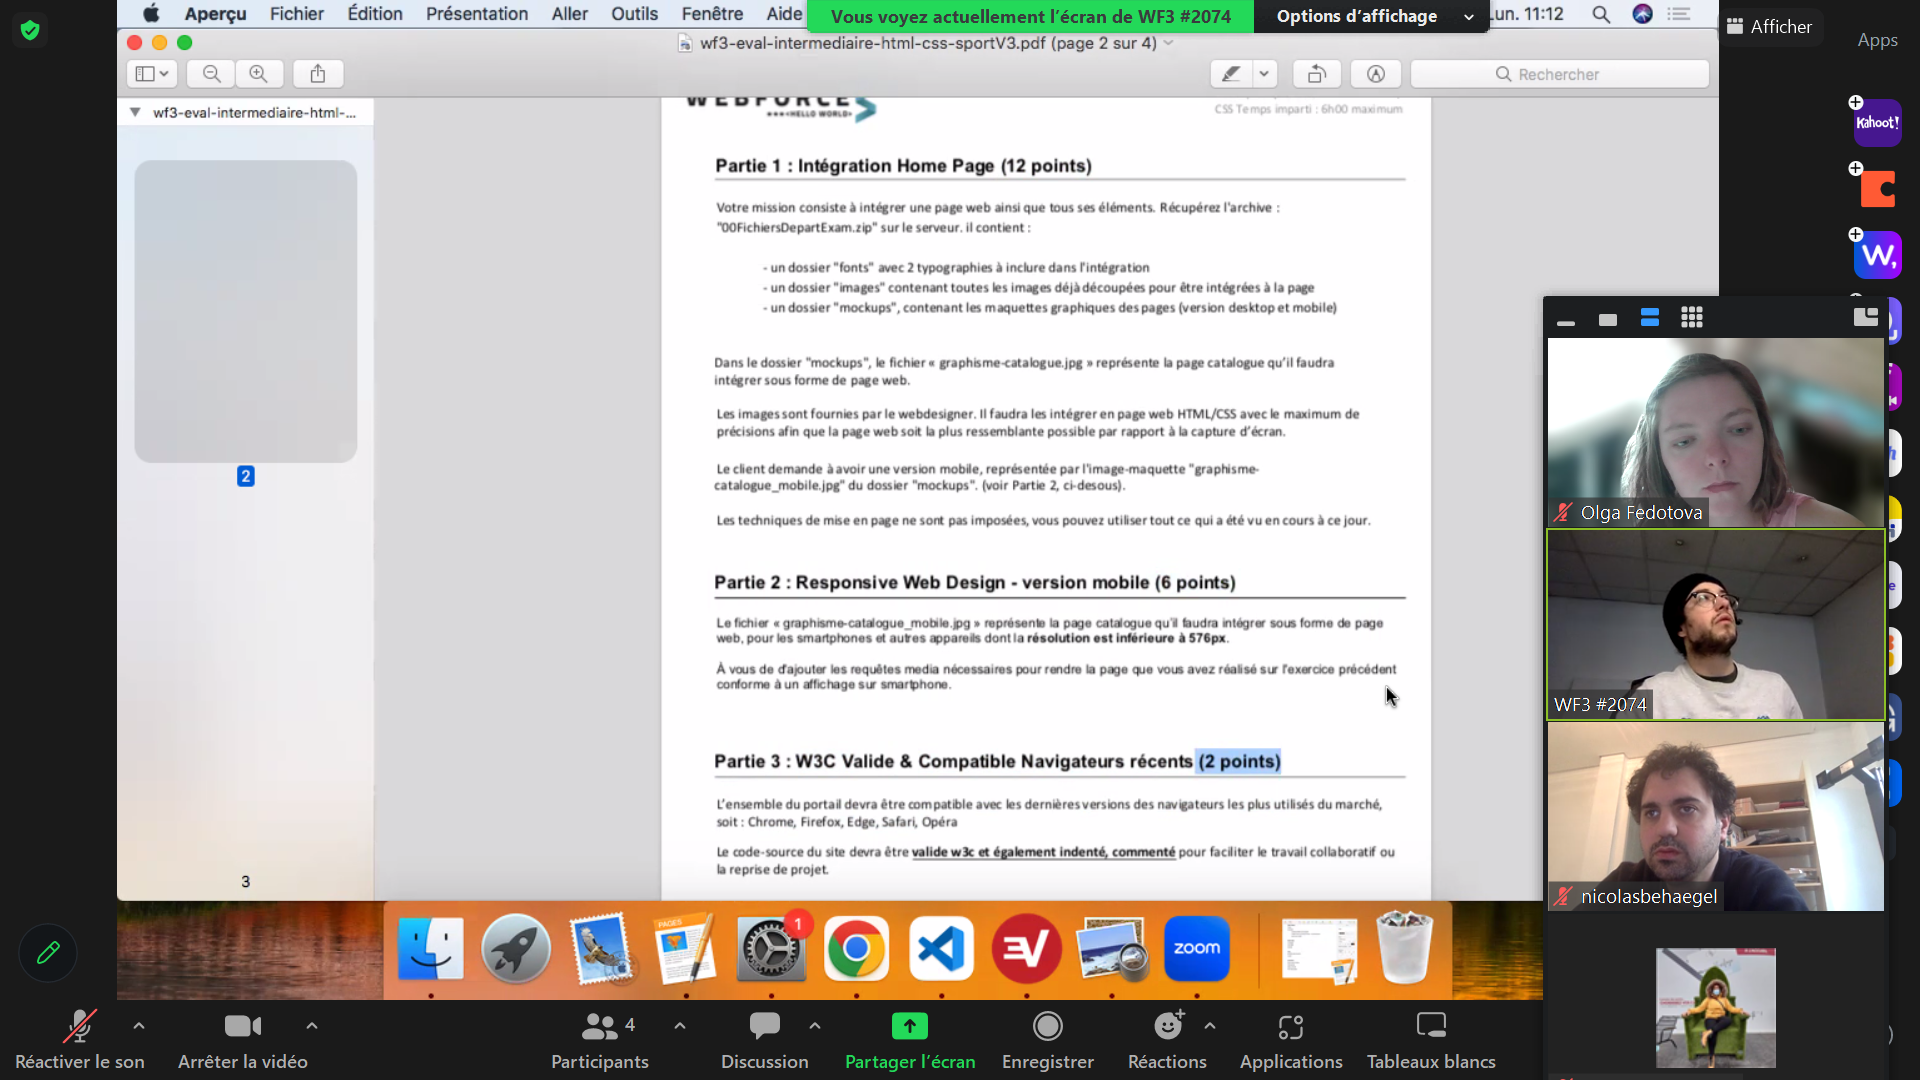 Aperçu Fichier Édition Présentation Aller Outils Fenêtre Aide
Vous voyez actuellement l'écran de WF3 #2074
Options d'affichage
Lun. 11:12
Afficher
Apps
wf3-eval-intermediaire-html-css-sportV3.pdf (page 2 sur 4)
Rechercher
wf3-eval-intermediaire-html-...
2
3
WEBFORCE
<HELLO WORLD>
CSS Temps imparti : 6h00 maximum
Partie 1 : Intégration Home Page (12 points)
Votre mission consiste à intégrer une page web ainsi que tous ses éléments. Récupérez l'archive :
"00FichiersDepartExam.zip" sur le serveur. il contient :
- un dossier "fonts" avec 2 typographies à inclure dans l'intégration
- un dossier "images" contenant toutes les images déjà découpées pour être intégrées à la page
- un dossier "mockups", contenant les maquettes graphiques des pages (version desktop et mobile)
Dans le dossier "mockups", le fichier « graphisme-catalogue.jpg » représente la page catalogue qu'il faudra
intégrer sous forme de page web.
Les images sont fournies par le webdesigner. Il faudra les intégrer en page web HTML/CSS avec le maximum de
précisions afin que la page web soit la plus ressemblante possible par rapport à la capture d'écran.
Le client demande à avoir une version mobile, représentée par l'image-maquette "graphisme-
catalogue_mobile.jpg" du dossier "mockups". (voir Partie 2, ci-desous).
Les techniques de mise en page ne sont pas imposées, vous pouvez utiliser tout ce qui a été vu en cours à ce jour.
Partie 2 : Responsive Web Design - version mobile (6 points)
Le fichier « graphisme-catalogue_mobile.jpg » représente la page catalogue qu'il faudra intégrer sous forme de page
web, pour les smartphones et autres appareils dont la résolution est inférieure à 576px.
À vous de d'ajouter les requêtes media nécessaires pour rendre la page que vous avez réalisé sur l'exercice précédent
conforme à un affichage sur smartphone.
Partie 3 : W3C Valide & Compatible Navigateurs récents (2 points)
L'ensemble du portail devra être compatible avec les dernières versions des navigateurs les plus utilisés du marché,
soit : Chrome, Firefox, Edge, Safari, Opéra
Le code-source du site devra être valide w3c et également indenté, commenté pour faciliter le travail collaboratif ou
la reprise de projet.
Kahoot!
W,
Olga Fedotova
WF3 #2074
nicolasbehaegel
PAGES
1
zoom
Réactiver le son
Arrêter la vidéo
4
Participants
Discussion
Partager l'écran
Enregistrer
Réactions
Applications
Tableaux blancs